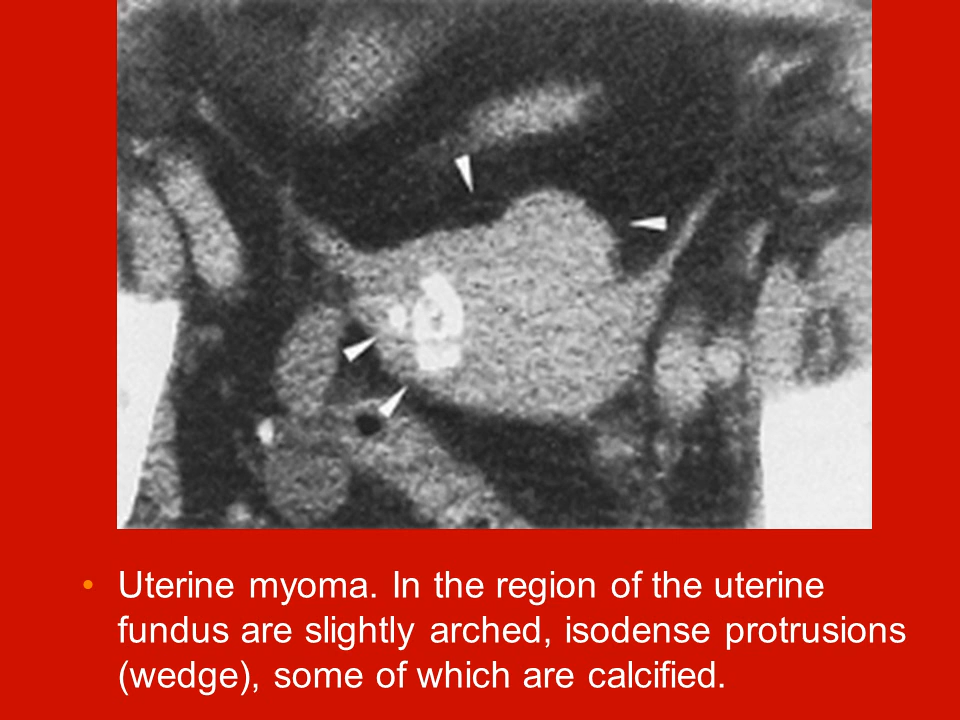 • Uterine myoma. In the region of the uterine
fundus are slightly arched, isodense protrusions
(wedge), some of which are calcified.